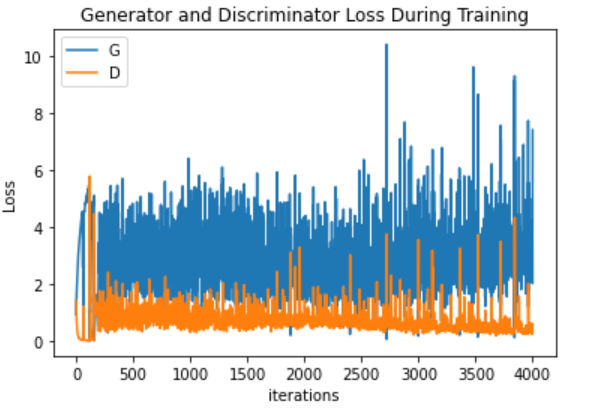 Generator and Discriminator Loss During Training
G
D
Loss
10
8
6
4
2
0
0 500 1000 1500 2000 2500 3000 3500 4000
iterations